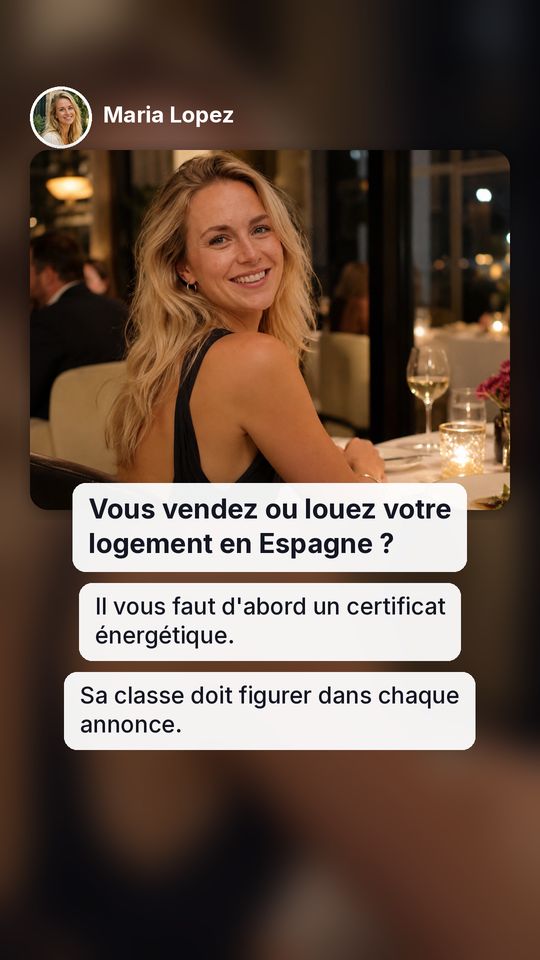 Maria Lopez
Vous vendez ou louez votre
logement en Espagne ?
Il vous faut d'abord un certificat
énergétique.
Sa classe doit figurer dans chaque
annonce.